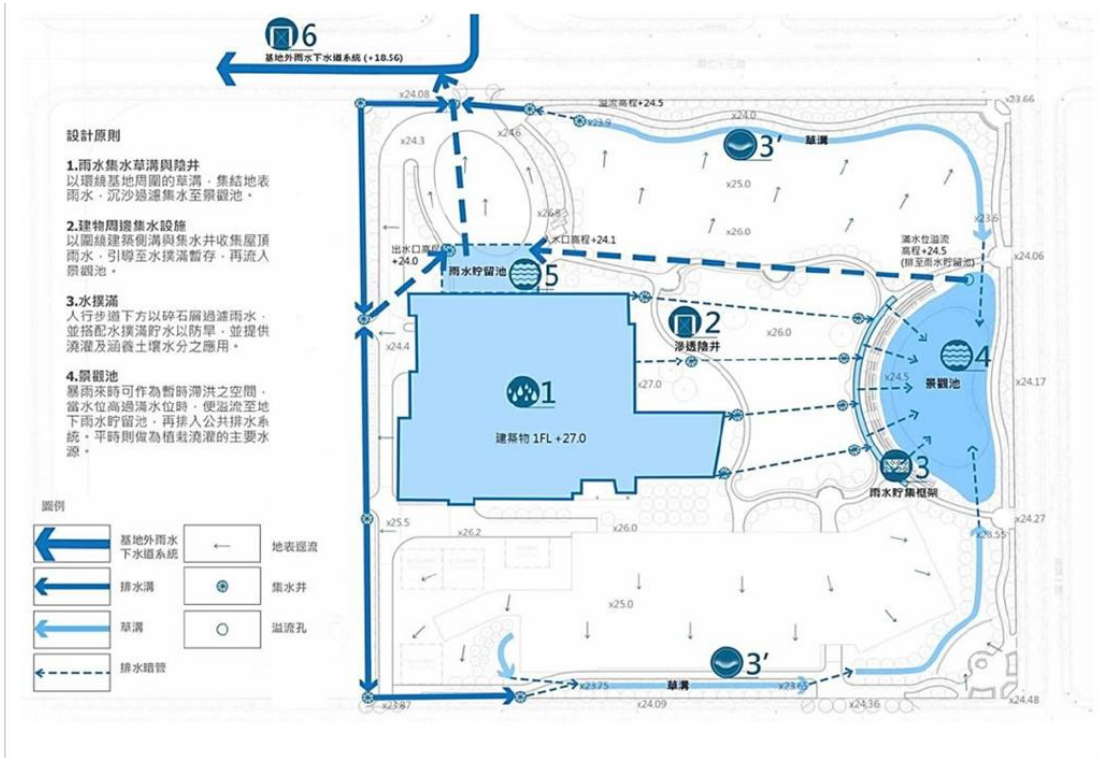 6
基地外雨水下水道系統 (+18.56)
x24.08
溢流高程+24.5
x23.66
x24.0
x23.9
3’
草溝
x24.3
x24.6
x25.0
x23.6
x26.8
x26.0
入水口高程+24.1
出水口高程
+24.0
滿水位溢流
高程+24.5
(排至雨水貯留池)
x24.06
雨水貯留池
5
2
滲透陰井
x26.0
4
景觀池
x24.5
x24.4
x27.0
x24.17
1
建築物 1FL +27.0
3
雨水貯集框架
x25.5
x26.2
x26.0
x24.27
x23.55
x25.0
3’
草溝
x23.75
x23.65
x23.87
x24.09
x24.36
x24.48
設計原則
1.雨水集水草溝與陰井
以環繞基地周圍的草溝，集結地表
雨水，沉沙過濾集水至景觀池。
2.建物周邊集水設施
以圍繞建築側溝與集水井收集屋頂
雨水，引導至水撲滿暫存，再流入
景觀池。
3.水撲滿
人行步道下方以碎石層過濾雨水，
並搭配水撲滿貯水以防旱，並提供
澆灌及涵養土壤水分之應用。
4.景觀池
暴雨來時可作為暫時滯洪之空間，
當水位高過滿水位時，便溢流至地
下雨水貯留池，再排入公共排水系
統。平時則做為植栽澆灌的主要水
源。
圖例
基地外雨水
下水道系統
地表逕流
排水溝
集水井
草溝
溢流孔
排水暗管